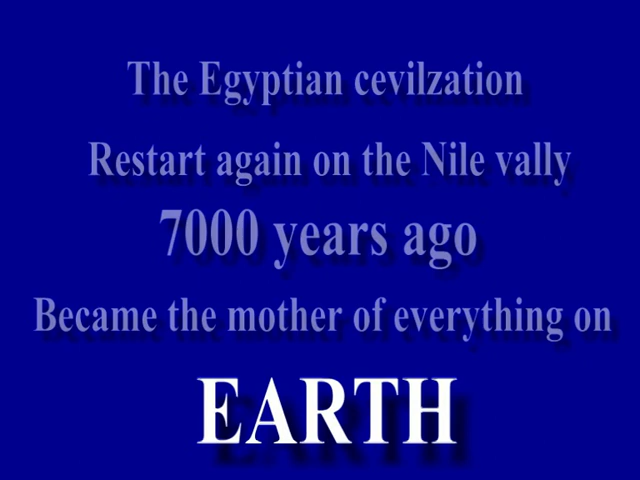 The Egyptian cevilzation
Restart again on the Nile vally
7000 years ago
Became the mother of everything on
EARTH